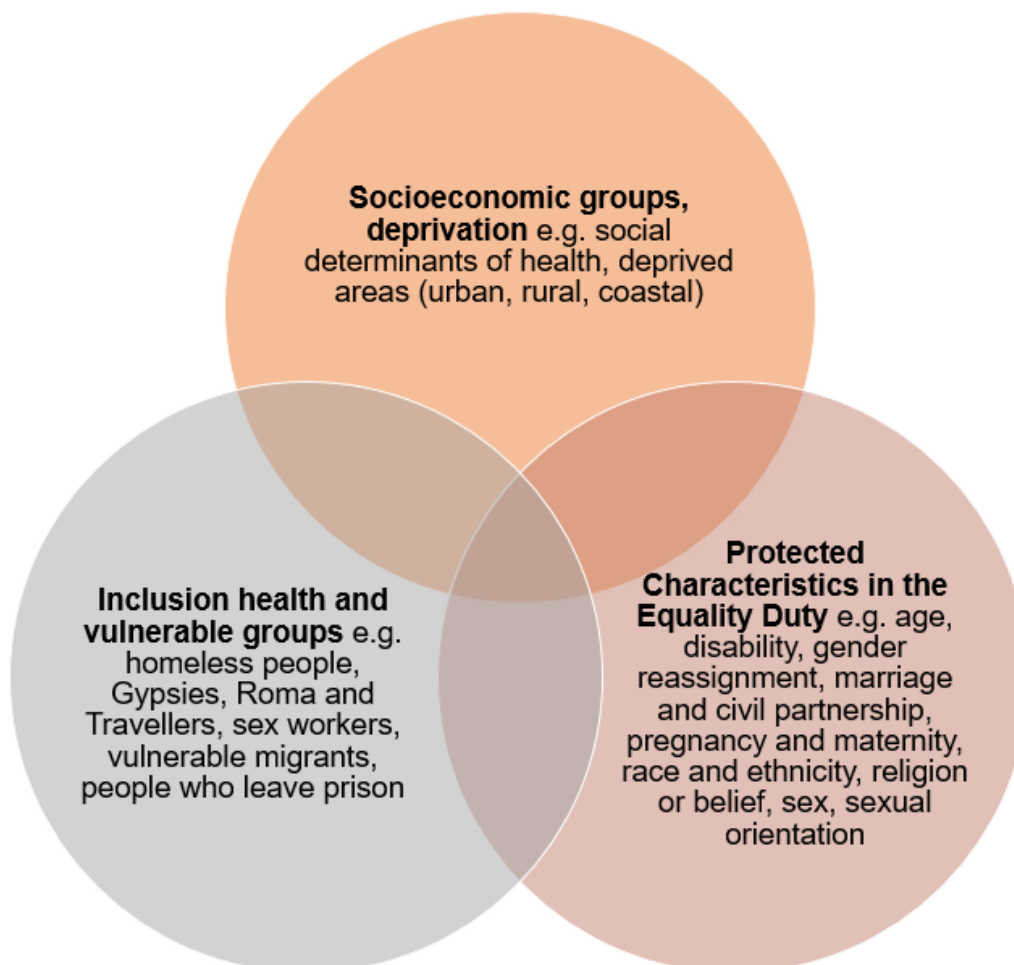 Socioeconomic groups,
deprivation e.g. social
determinants of health, deprived
areas (urban, rural, coastal)
Inclusion health and
vulnerable groups e.g.
homeless people,
Gypsies, Roma and
Travellers, sex workers,
vulnerable migrants,
people who leave prison
Protected
Characteristics in the
Equality Duty e.g. age,
disability, gender
reassignment, marriage
and civil partnership,
pregnancy and maternity,
race and ethnicity, religion
or belief, sex, sexual
orientation